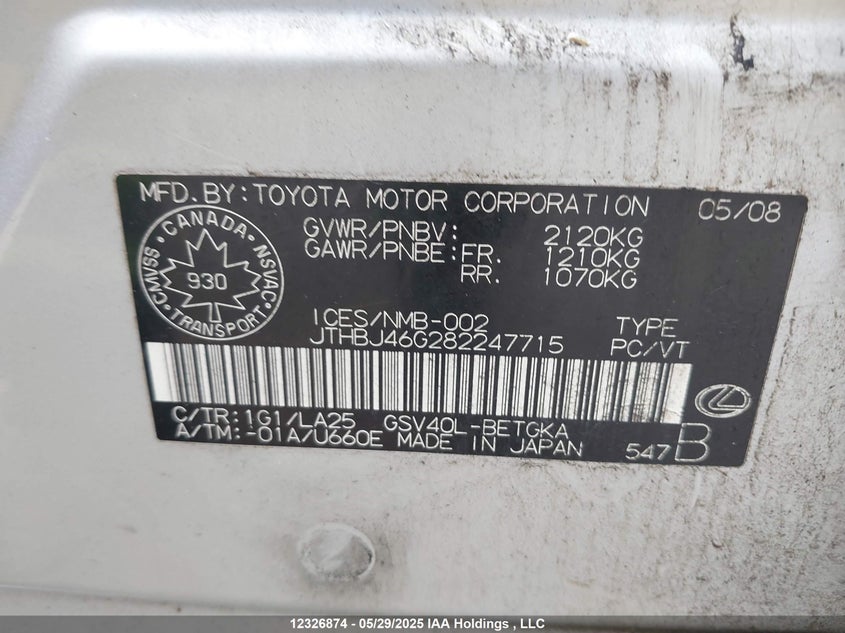 MFD.BY:TOYOTA MOTOR CORPORATION 05/08
GVWR/PNBV: 2120KG
GAWR/PNBE:FR. 1210KG
RR. 1070KG
CANADA
CMVSS NSVAC
930
TRANSPORT
ICES/NMB-002
JTHBJ46G282247715
TYPE
PC/VT
C/TR:1G1/LA25 GSV40L-BETGKA
A/TM:-01A/U660E MADE IN JAPAN
547B
12326874 - 05/29/2025 IAA Holdings , LLC